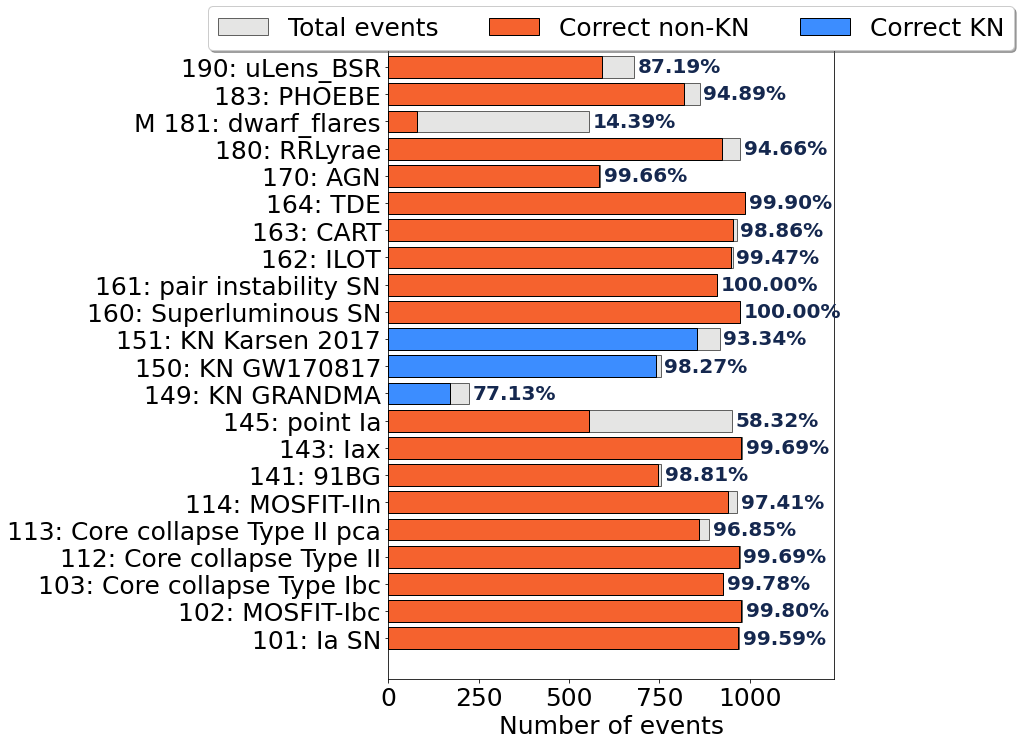 Total events Correct non-KN Correct KN
190: uLens_BSR 87.19%
183: PHOEBE 94.89%
M 181: dwarf_flares 14.39%
180: RRLyrae 94.66%
170: AGN 99.66%
164: TDE 99.90%
163: CART 98.86%
162: ILOT 99.47%
161: pair instability SN 100.00%
160: Superluminous SN 100.00%
151: KN Karsen 2017 93.34%
150: KN GW170817 98.27%
149: KN GRANDMA 77.13%
145: point Ia 58.32%
143: Iax 99.69%
141: 91BG 98.81%
114: MOSFIT-IIn 97.41%
113: Core collapse Type II pca 96.85%
112: Core collapse Type II 99.69%
103: Core collapse Type Ibc 99.78%
102: MOSFIT-Ibc 99.80%
101: Ia SN 99.59%
0 250 500 750 1000
Number of events